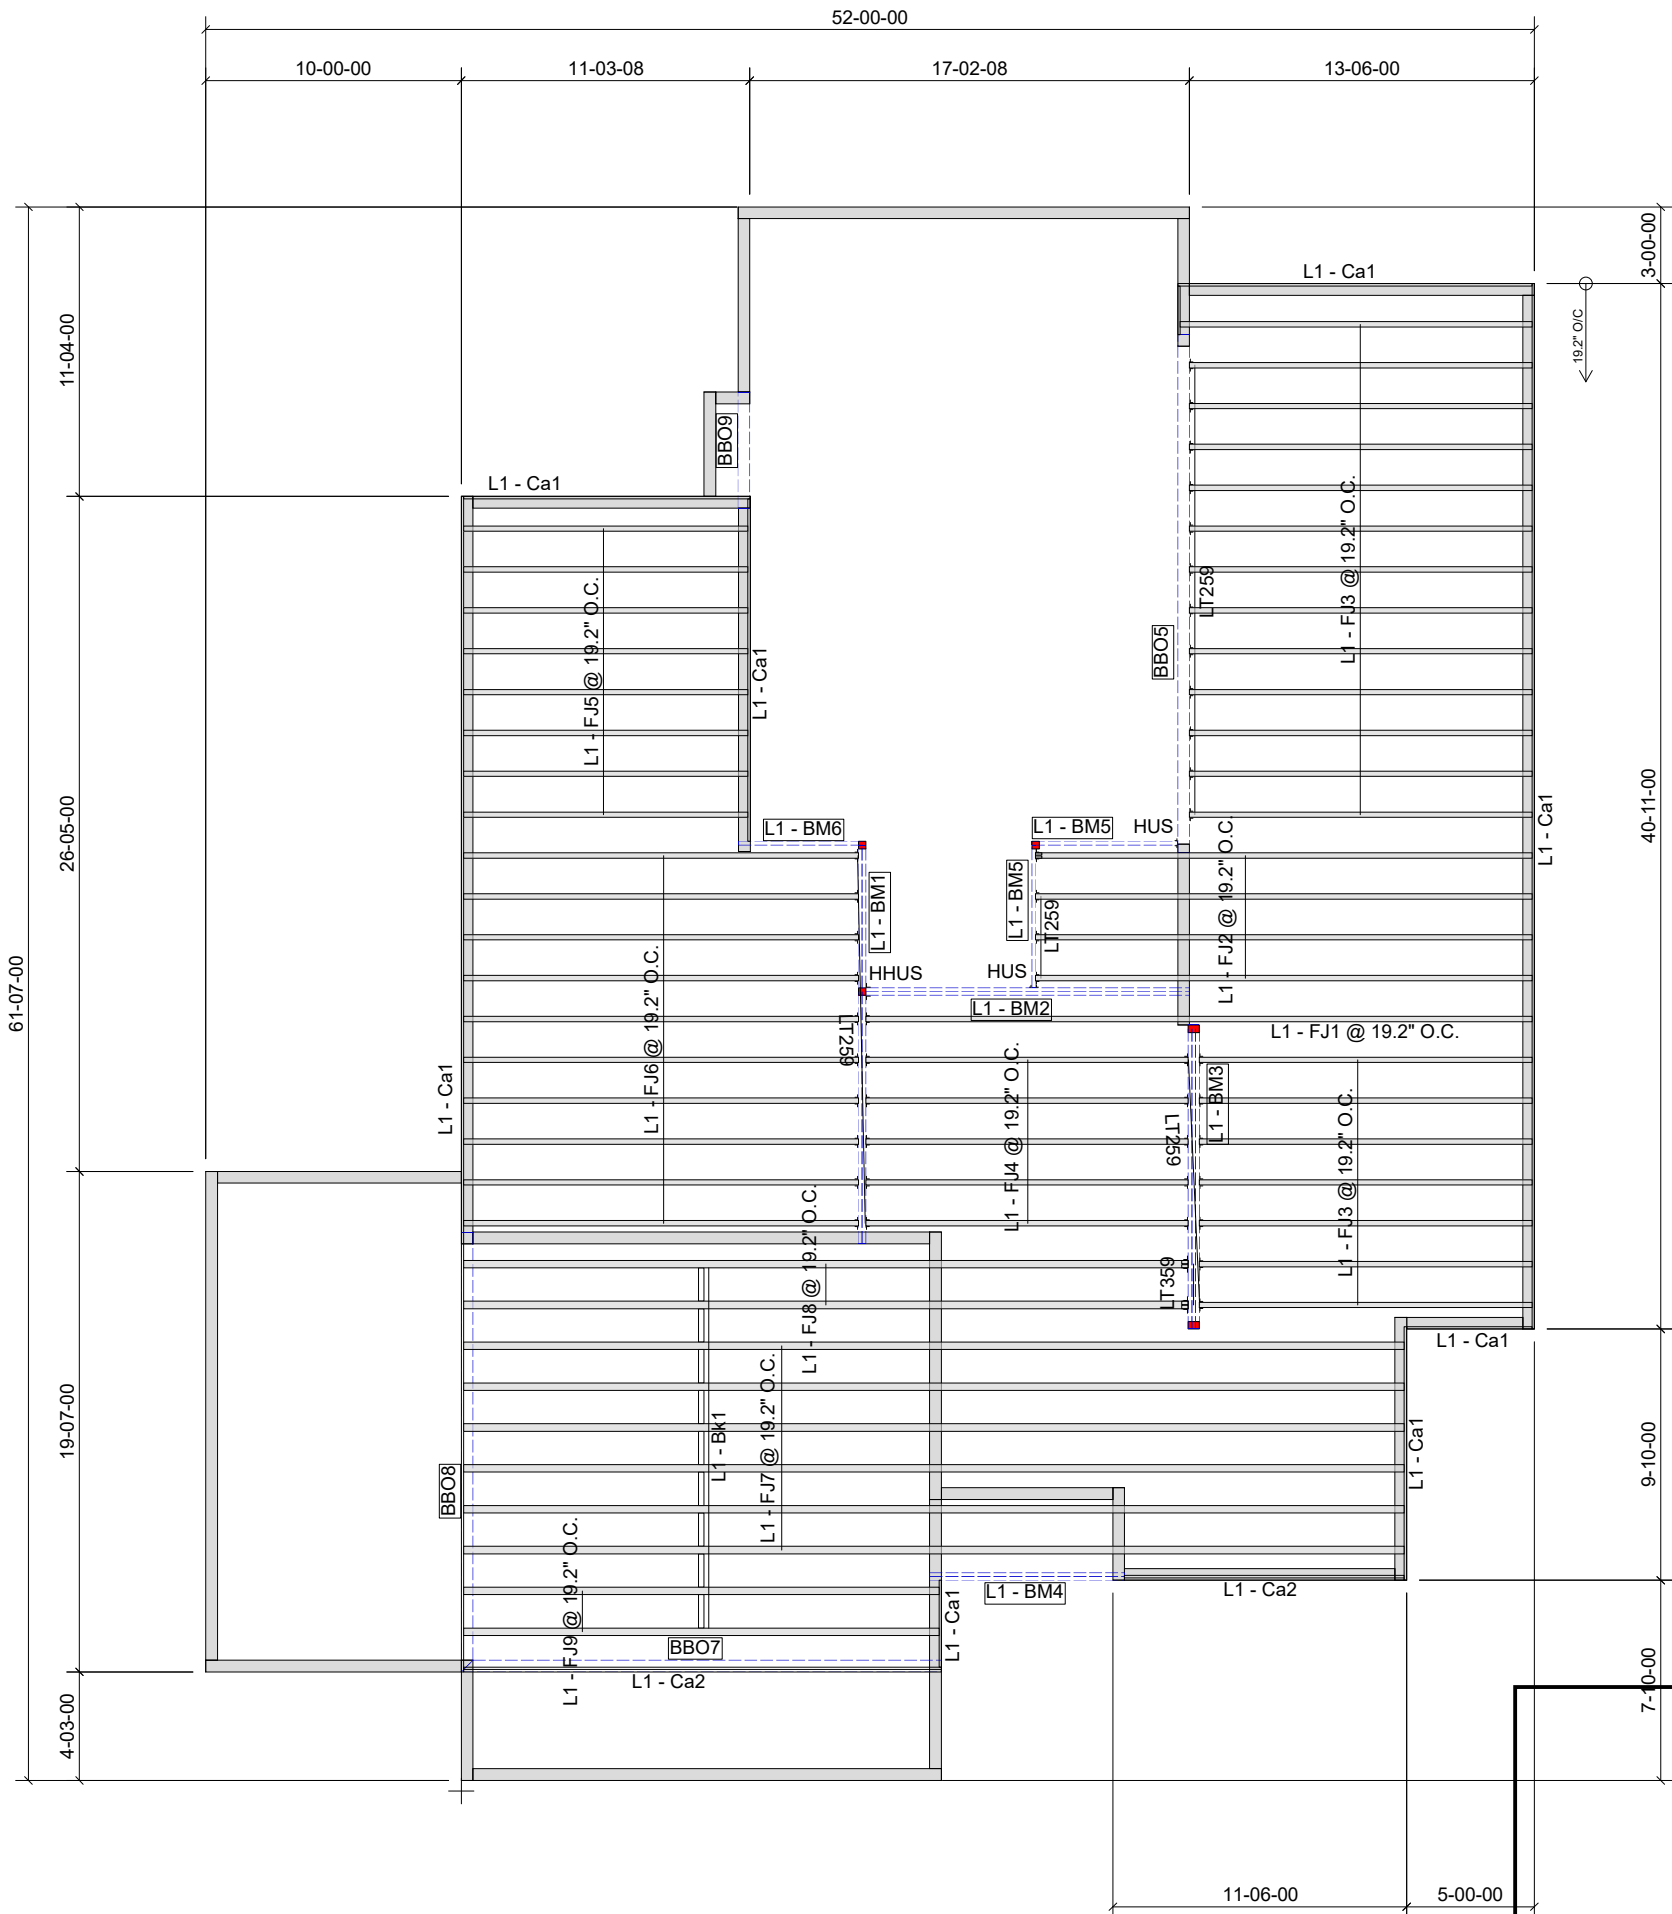 52-00-00
10-00-00
11-03-08
17-02-08
13-06-00
3-00-00
L1 - Ca1
19.2" O/C
11-04-00
BBO9
L1 - Ca1
L1 - FJ3 @ 19.2" O.C.
LT259
BBO5
L1 - FJ5 @ 19.2" O.C.
L1 - Ca1
26-05-00
40-11-00
L1 - Ca1
L1 - BM6
L1 - BM5
HUS
L1 - BM1
L1 - BM5
LT259
L1 - FJ2 @ 19.2" O.C.
61-07-00
HHUS
HUS
L1 - BM2
L1 - FJ6 @ 19.2" O.C.
LT259
L1 - FJ1 @ 19.2" O.C.
L1 - Ca1
L1 - FJ4 @ 19.2" O.C.
LT259
L1 - BM3
L1 - FJ3 @ 19.2" O.C.
L1 - FJ8 @ 19.2" O.C.
LT359
L1 - Ca1
19-07-00
L1 - Bk1
L1 - FJ7 @ 19.2" O.C.
L1 - Ca1
9-10-00
BBO8
L1 - FJ9 @ 19.2" O.C.
L1 - BM4
L1 - Ca2
L1 - Ca1
BBO7
L1 - Ca2
7-10-00
4-03-00
11-06-00
5-00-00